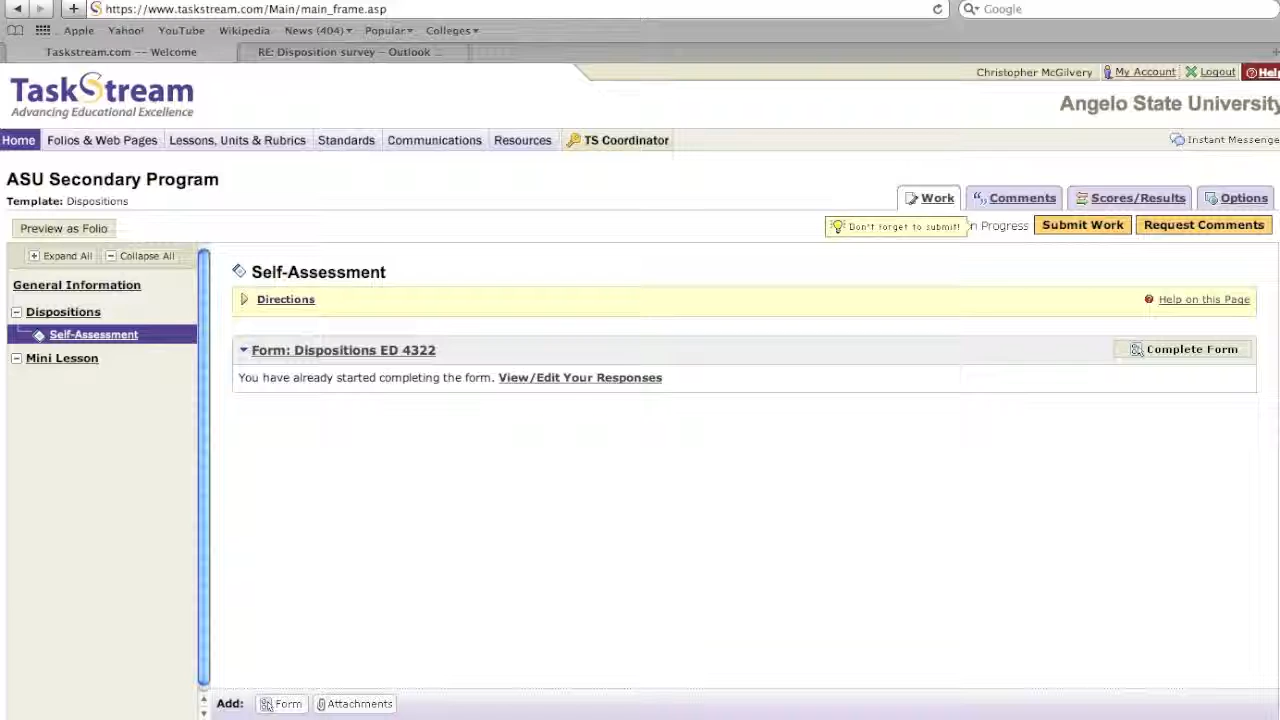 https://www.taskstream.com/Main/main_frame.asp
Google
Apple Yahoo! YouTube Wikipedia News (404) Popular Colleges
Taskstream.com -- Welcome
RE: Disposition survey – Outlook ...
TaskStream
Advancing Educational Excellence
Christopher McGilvery My Account Logout Help
Angelo State University
Home Folios & Web Pages Lessons, Units & Rubrics Standards Communications Resources TS Coordinator
Instant Messenge
ASU Secondary Program
Template: Dispositions
Work Comments Scores/Results Options
Preview as Folio
Don't forget to submit!
n Progress
Submit Work
Request Comments
Expand All Collapse All
General Information
Dispositions
Self-Assessment
Mini Lesson
Self-Assessment
Directions
Help on this Page
Form: Dispositions ED 4322
Complete Form
You have already started completing the form. View/Edit Your Responses
Add: Form Attachments